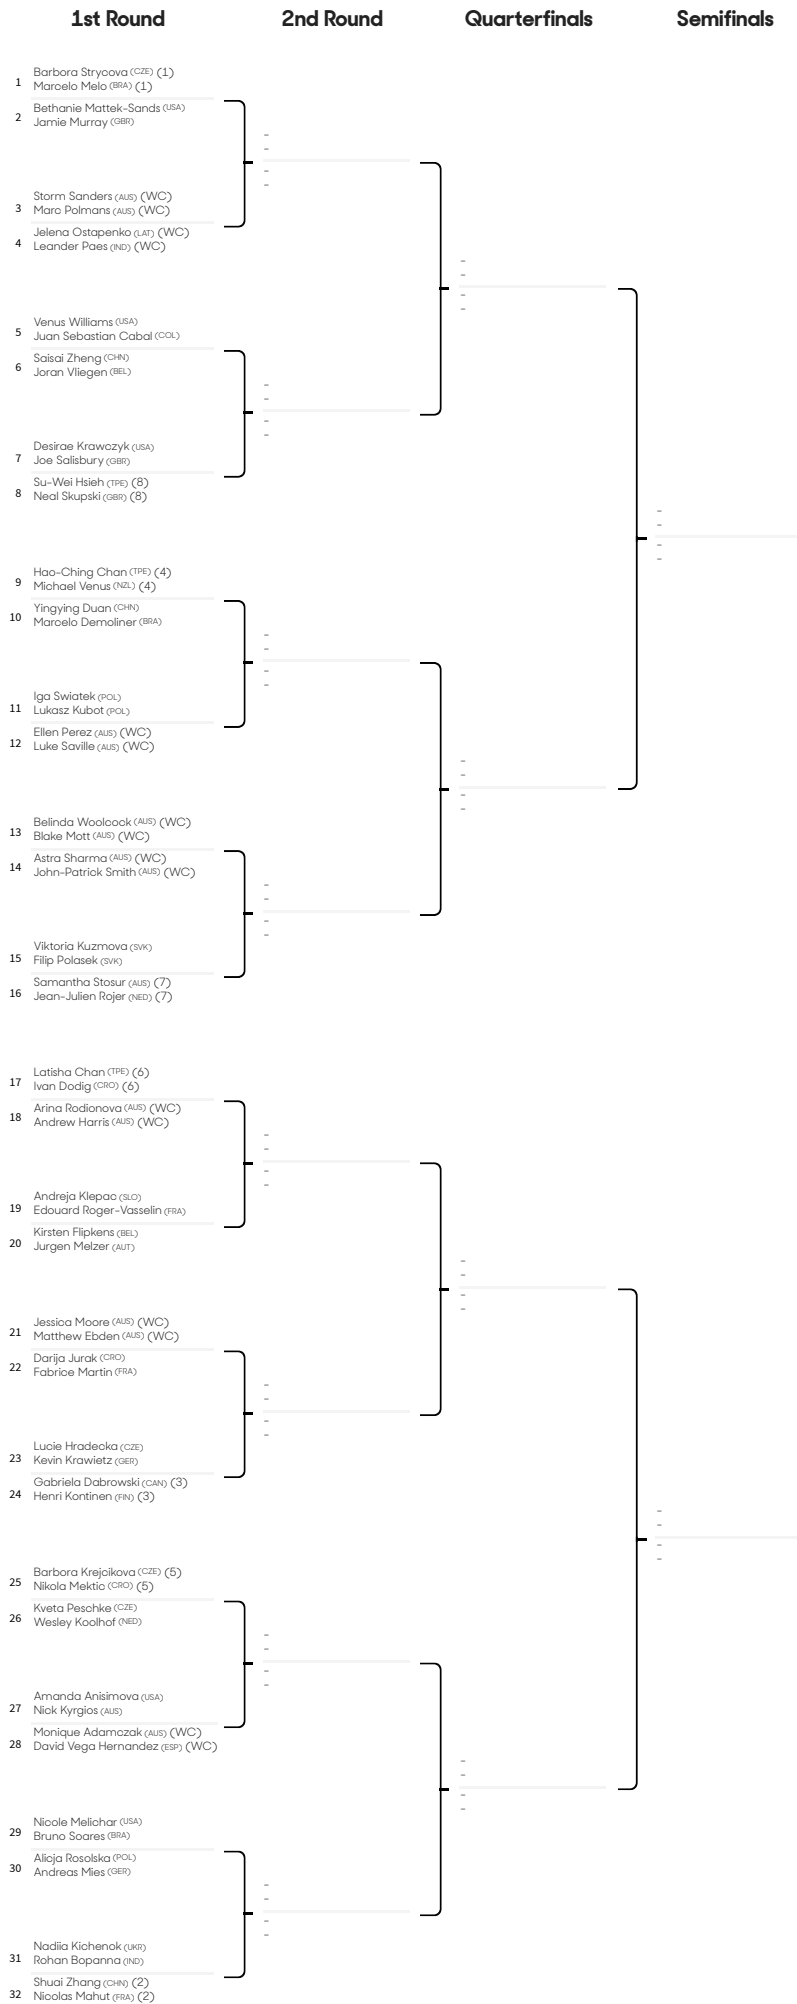 1st Round 2nd Round Quarterfinals Semifinals
1 Barbora Strycova (CZE) (1)
Marcelo Melo (BRA) (1)
2 Bethanie Mattek-Sands (USA)
Jamie Murray (GBR)
3 Storm Sanders (AUS) (WC)
Marc Polmans (AUS) (WC)
4 Jelena Ostapenko (LAT) (WC)
Leander Paes (IND) (WC)
5 Venus Williams (USA)
Juan Sebastian Cabal (COL)
6 Saisai Zheng (CHN)
Joran Vliegen (BEL)
7 Desirae Krawczyk (USA)
Joe Salisbury (GBR)
8 Su-Wei Hsieh (TPE) (8)
Neal Skupski (GBR) (8)
9 Hao-Ching Chan (TPE) (4)
Michael Venus (NZL) (4)
10 Yingying Duan (CHN)
Marcelo Demoliner (BRA)
11 Iga Swiatek (POL)
Lukasz Kubot (POL)
12 Ellen Perez (AUS) (WC)
Luke Saville (AUS) (WC)
13 Belinda Woolcock (AUS) (WC)
Blake Mott (AUS) (WC)
14 Astra Sharma (AUS) (WC)
John-Patrick Smith (AUS) (WC)
15 Viktoria Kuzmova (SVK)
Filip Polasek (SVK)
16 Samantha Stosur (AUS) (7)
Jean-Julien Rojer (NED) (7)
17 Latisha Chan (TPE) (6)
Ivan Dodig (CRO) (6)
18 Arina Rodionova (AUS) (WC)
Andrew Harris (AUS) (WC)
19 Andreja Klepac (SLO)
Edouard Roger-Vasselin (FRA)
20 Kirsten Flipkens (BEL)
Jurgen Melzer (AUT)
21 Jessica Moore (AUS) (WC)
Matthew Ebden (AUS) (WC)
22 Darija Jurak (CRO)
Fabrice Martin (FRA)
23 Lucie Hradecka (CZE)
Kevin Krawietz (GER)
24 Gabriela Dabrowski (CAN) (3)
Henri Kontinen (FIN) (3)
25 Barbora Krejcikova (CZE) (5)
Nikola Mektic (CRO) (5)
26 Kveta Peschke (CZE)
Wesley Koolhof (NED)
27 Amanda Anisimova (USA)
Nick Kyrgios (AUS)
28 Monique Adamczak (AUS) (WC)
David Vega Hernandez (ESP) (WC)
29 Nicole Melichar (USA)
Bruno Soares (BRA)
30 Alicja Rosolska (POL)
Andreas Mies (GER)
31 Nadiia Kichenok (UKR)
Rohan Bopanna (IND)
32 Shuai Zhang (CHN) (2)
Nicolas Mahut (FRA) (2)